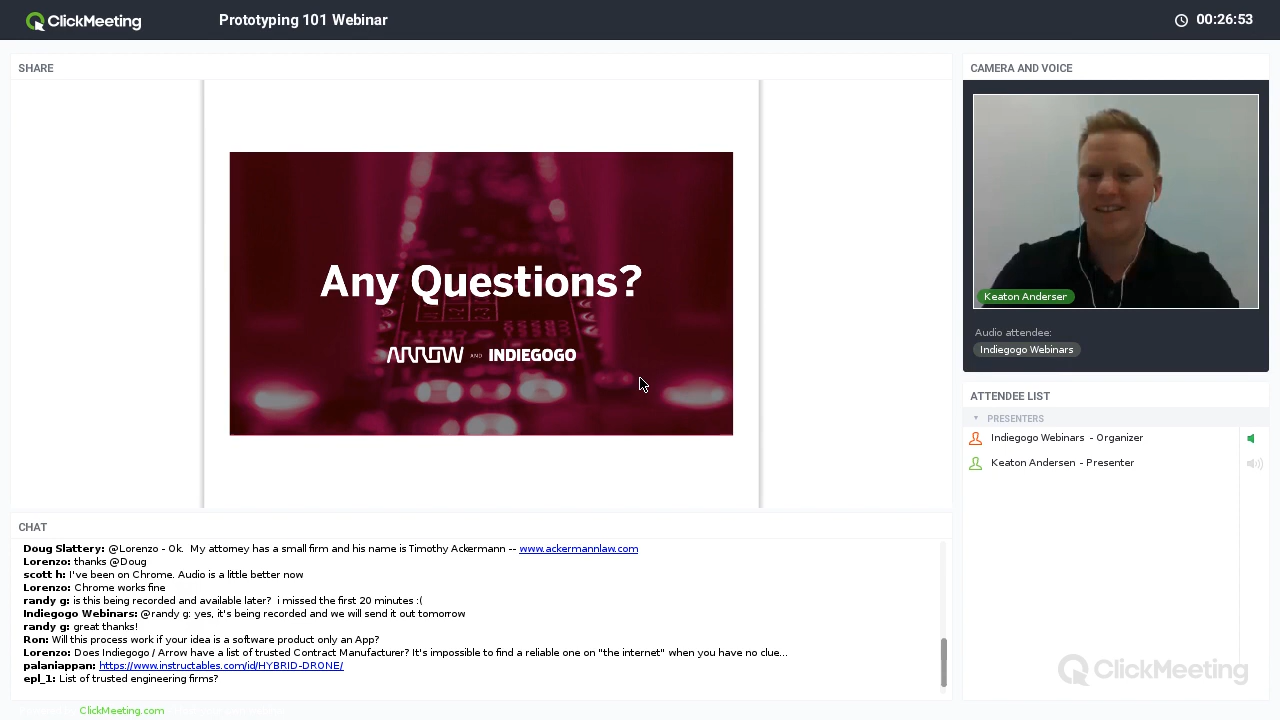 ClickMeeting
Prototyping 101 Webinar
00:26:53
SHARE
Any Questions?
ARROW AND INDIEGOGO
CAMERA AND VOICE
Keaton Anderser
Audio attendee:
Indiegogo Webinars
ATTENDEE LIST
PRESENTERS
Indiegogo Webinars - Organizer
Keaton Andersen - Presenter
CHAT
Doug Slattery: @Lorenzo - Ok. My attorney has a small firm and his name is Timothy Ackermann -- www.ackermannlaw.com
Lorenzo: thanks @Doug
scott h: I've been on Chrome. Audio is a little better now
Lorenzo: Chrome works fine
randy g: is this being recorded and available later? i missed the first 20 minutes :(
Indiegogo Webinars: @randy g: yes, it's being recorded and we will send it out tomorrow
randy g: great thanks!
Ron: Will this process work if your idea is a software product only an App?
Lorenzo: Does Indiegogo / Arrow have a list of trusted Contract Manufacturer? It's impossible to find a reliable one on "the internet" when you have no clue...
palaniappan: https://www.instructables.com/id/HYBRID-DRONE/
epl_1: List of trusted engineering firms?
ClickMeeting
ClickMeeting.com